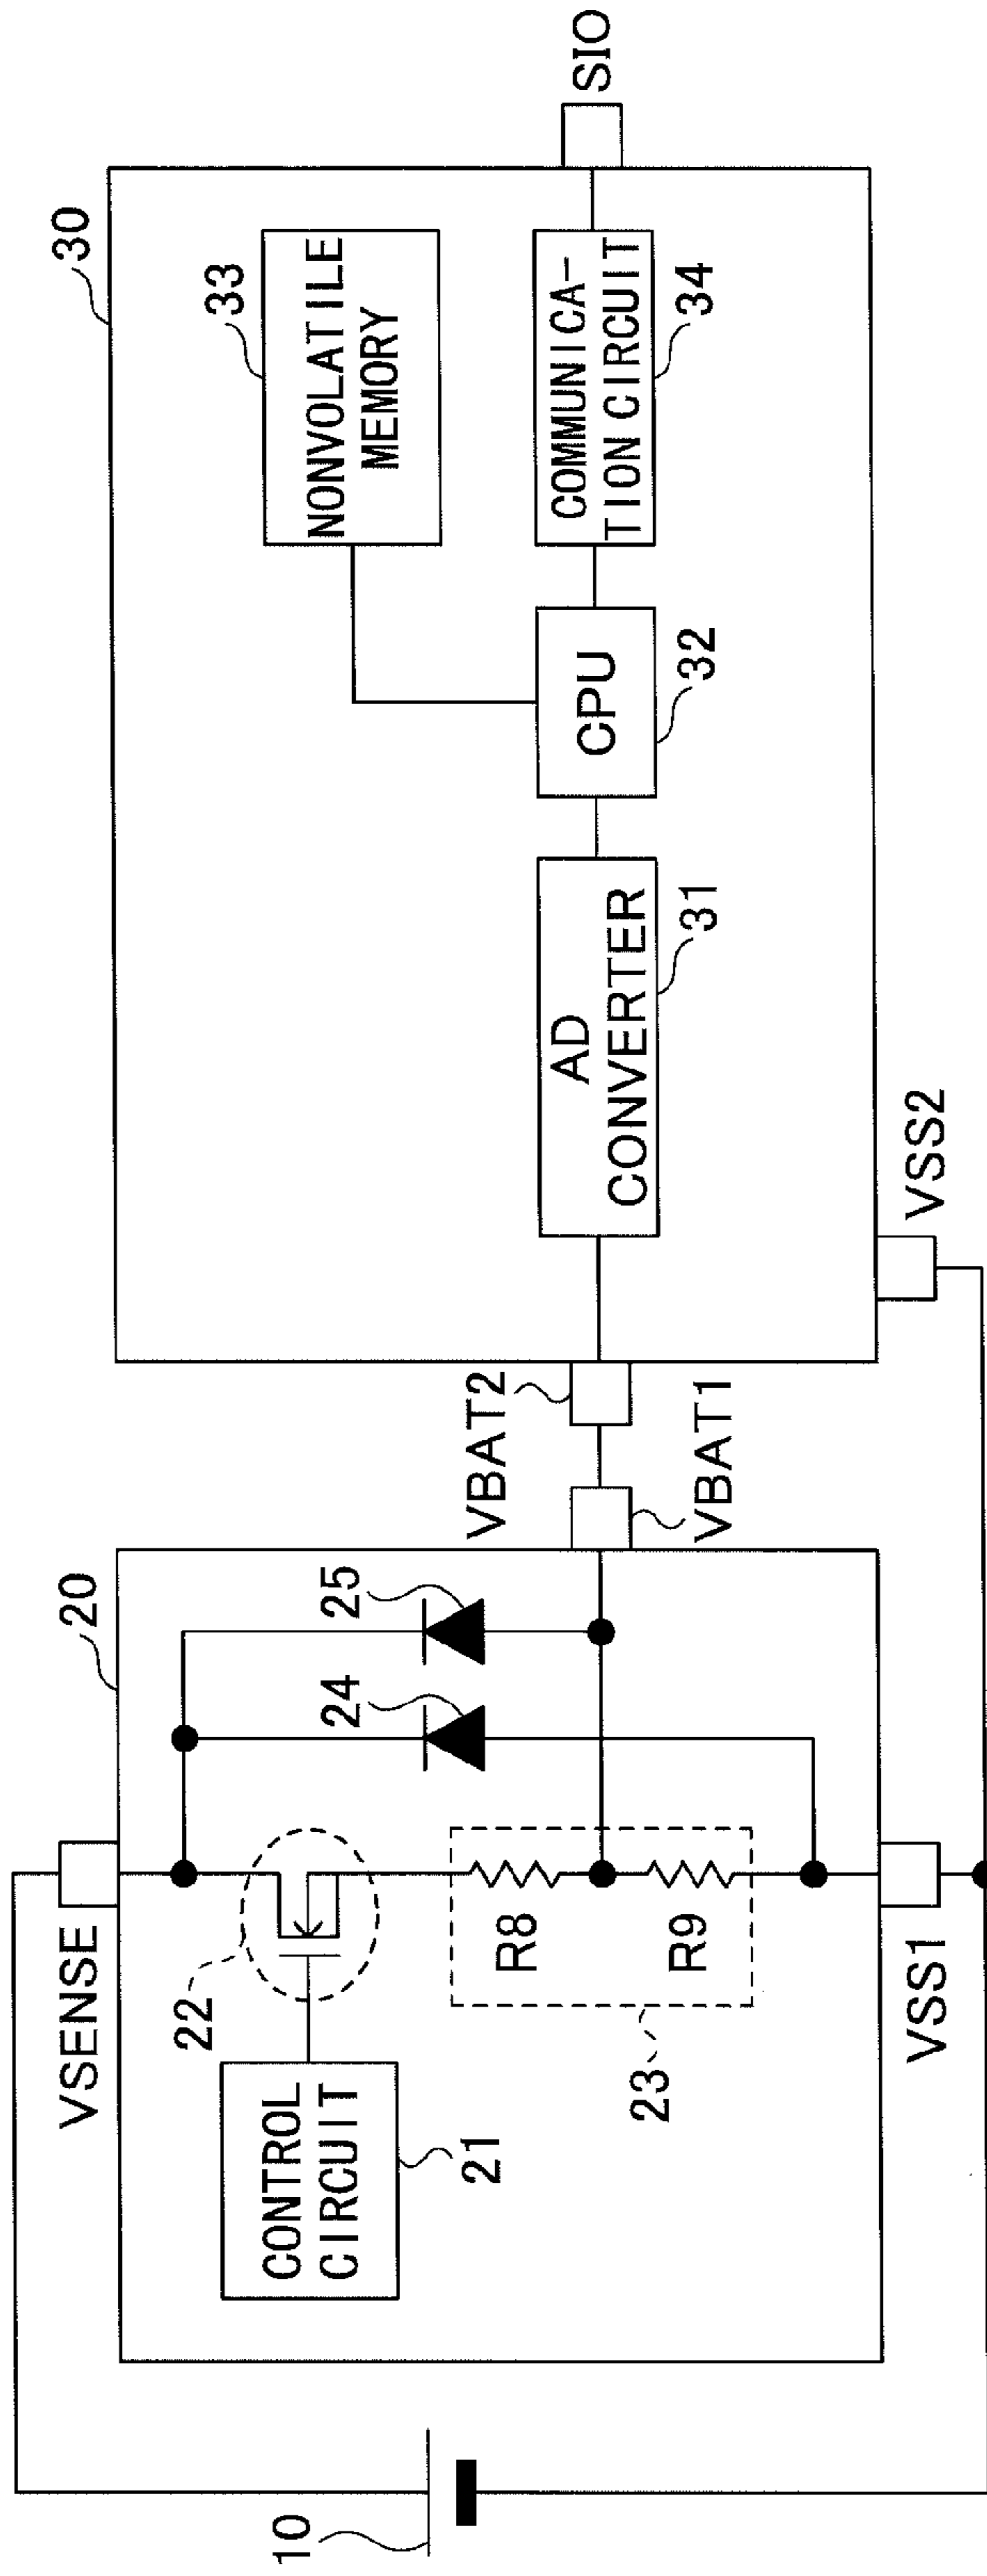 10
VSENSE
20
CONTROL
CIRCUIT
21
22
R8
R9
23
24
25
VSS1
VBAT2
VBAT1
30
NONVOLATILE
MEMORY
33
AD
CONVERTER
31
CPU
32
COMMUNICA-
TION CIRCUIT
34
VSS2
SIO